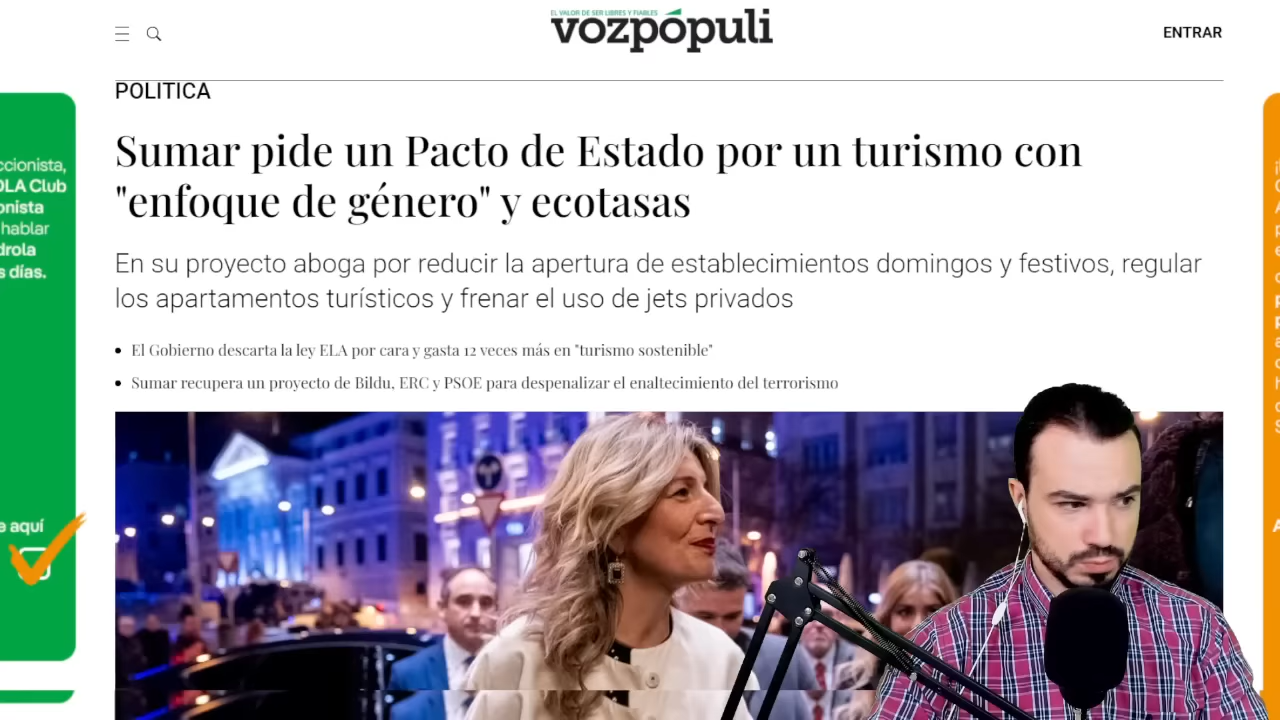 EL VALOR DE SER LIBRES Y FIABLES
vozpópuli
ENTRAR
POLITICA
Sumar pide un Pacto de Estado por un turismo con
"enfoque de género" y ecotasas
En su proyecto aboga por reducir la apertura de establecimientos domingos y festivos, regular
los apartamentos turísticos y frenar el uso de jets privados
El Gobierno descarta la ley ELA por cara y gasta 12 veces más en "turismo sostenible"
Sumar recupera un proyecto de Bildu, ERC y PSOE para despenalizar el enaltecimiento del terrorismo
ccionista,
OLA Club
onista
hablar
drola
s días.
e aquí